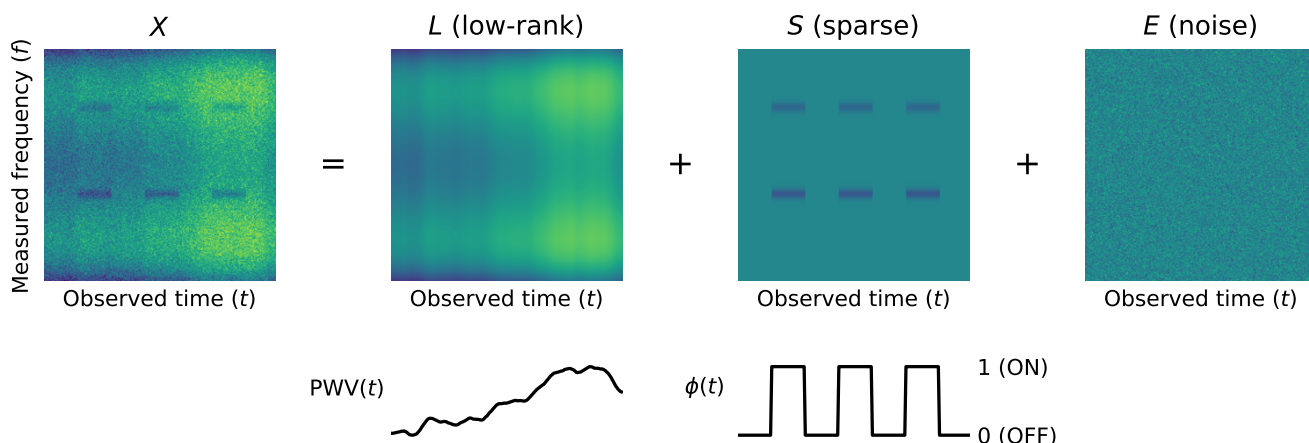 X
L (low-rank)
S (sparse)
E (noise)
Measured frequency (f)
=
+
+
Observed time (t)
Observed time (t)
Observed time (t)
Observed time (t)
PWV(t)
ϕ(t)
1 (ON)
0 (OFF)